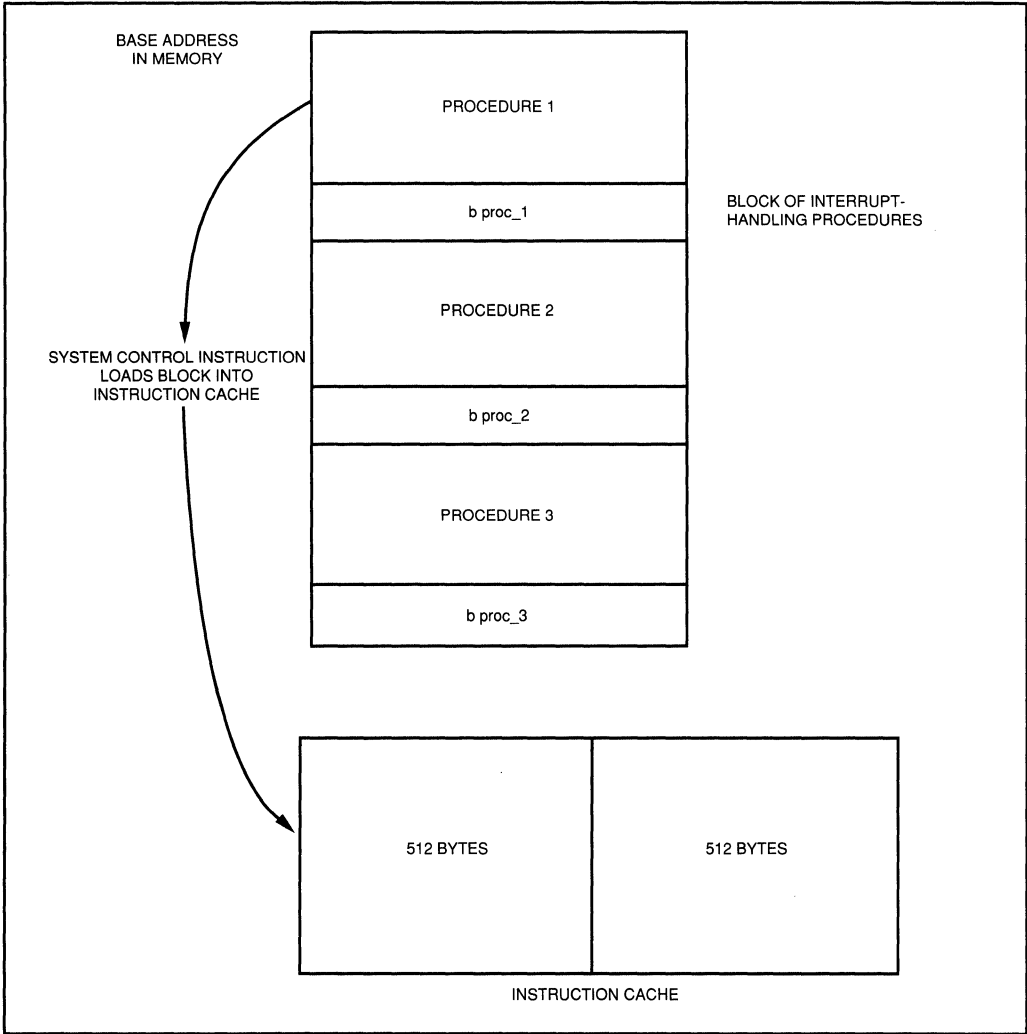 BASE ADDRESS
IN MEMORY
PROCEDURE 1
b proc_1
BLOCK OF INTERRUPT-
HANDLING PROCEDURES
PROCEDURE 2
SYSTEM CONTROL INSTRUCTION
LOADS BLOCK INTO
INSTRUCTION CACHE
b proc_2
PROCEDURE 3
b proc_3
512 BYTES
512 BYTES
INSTRUCTION CACHE